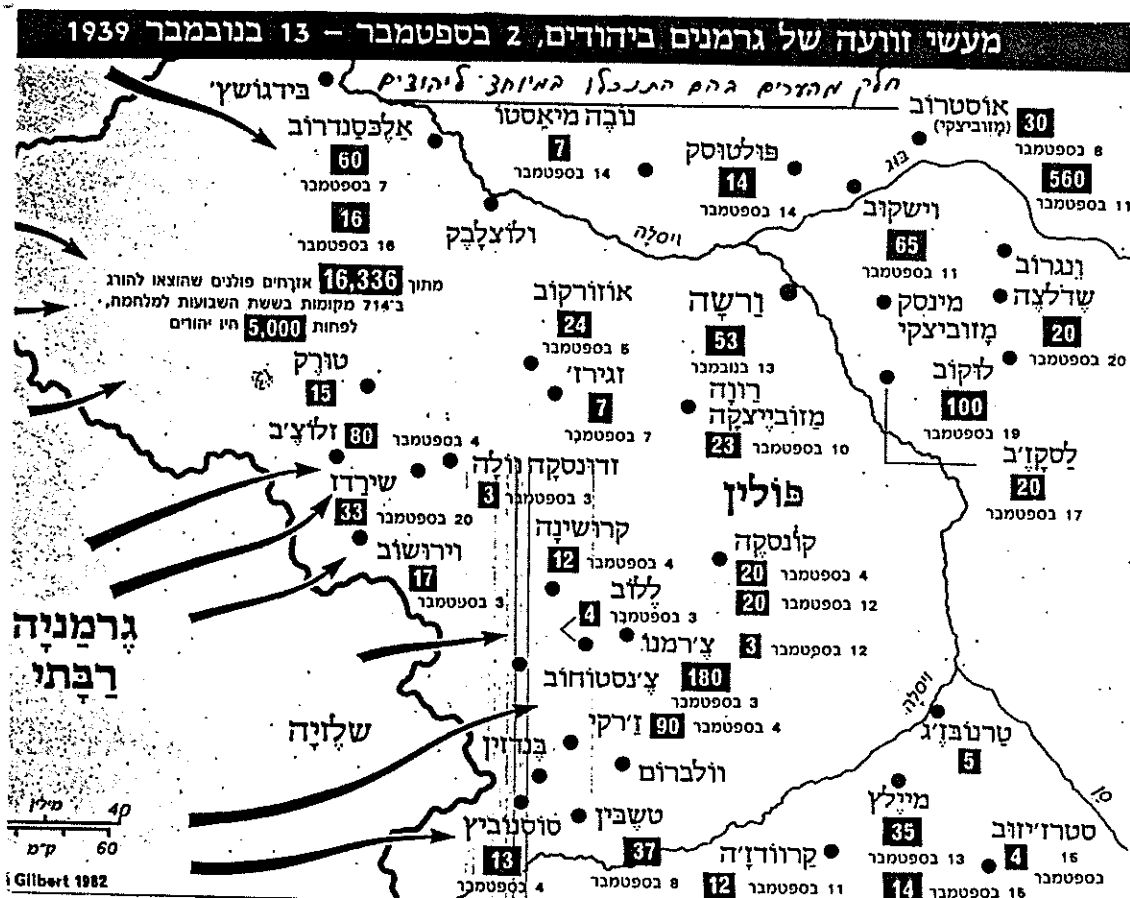 מעשי זוועה של גרמנים ביהודים, 2 בספטמבר – 13 בנובמבר 1939
חלק מהערים בהם התנכלו במיוחד ליהודים
בידגושץ'
אלכסנדרוב
60
7 בספטמבר
16
16 בספטמבר
נובה מיאסטו
7
14 בספטמבר
פולטוסק
14
14 בספטמבר
אוסטרוב
(מזוביצקי)
30
8 בספטמבר
560
11 בספטמבר
בוג
וישקוב
65
11 בספטמבר
ולוצלבק
ויסלה
ונגרוב
שדלצה
20
20 בספטמבר
מינסק
מזוביצקי
מתוך 16,336 אזרחים פולנים שהוצאו להורג
ב־714 מקומות בששת השבועות למלחמה,
לפחות 5.000 היו יהודים
אוזורקוב
24
5 בספטמבר
ורשה
53
13 בנובמבר
לוקוב
100
19 בספטמבר
טורק
15
זגירז'
7
7 בספטמבר
רווה
מזובייצקה
23 10 בספטמבר
לסקז'ב
20
17 בספטמבר
זלוצ'ב 80 4 בספטמבר
זדונסקה וולה
3 3 בספטמבר
שירדז
33 20 בספטמבר
פולין
קרושינה
12 4 בספטמבר
קונסקה
20 4 בספטמבר
20 12 בספטמבר
וירושוב
17
3 בספטמבר
ללוב
4 3 בספטמבר
צ'רמנו 3 12 בספטמבר
גרמניה
רבתי
צ'נסטוחוב 180
3 בספטמבר
שלזיה
ז'רקי 90 4 בספטמבר
בנדזין
וולברום
ויסלה
טרנובז'ג
5
סן
מיילץ
35
13 בספטמבר
14 15 בספטמבר
סטרז'יזוב
4 16
בספטמבר
סוסנוביץ
13
4 בספטמבר
טשבין
37
8 בספטמבר
קרוודז'ה
12 11 בספטמבר
מילין 40
ק"מ 60
Gilbert 1982